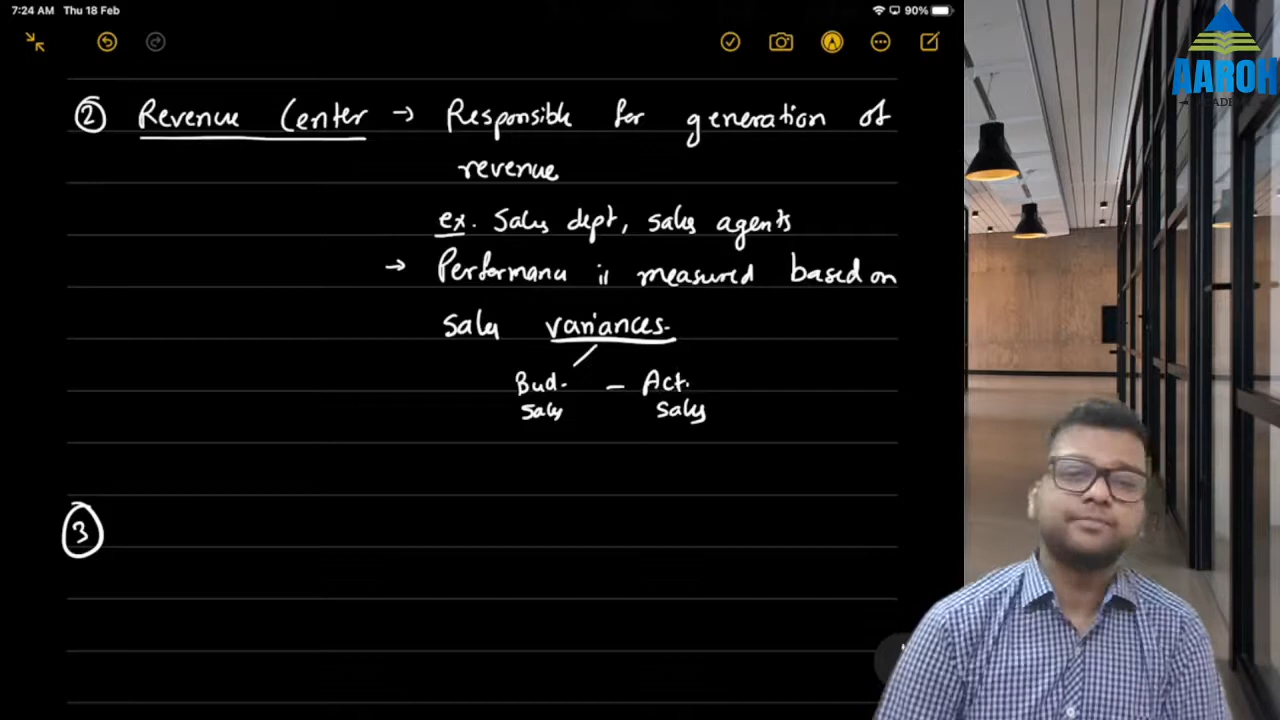 7:24 AM Thu 18 Feb
90%
AAROH
② Revenue Center → Responsible for generation of
revenue
ex. Sales dept, sales agents
→ Performance is measured based on
Sales variances.
Bud. - Act.
Sales Sales
③